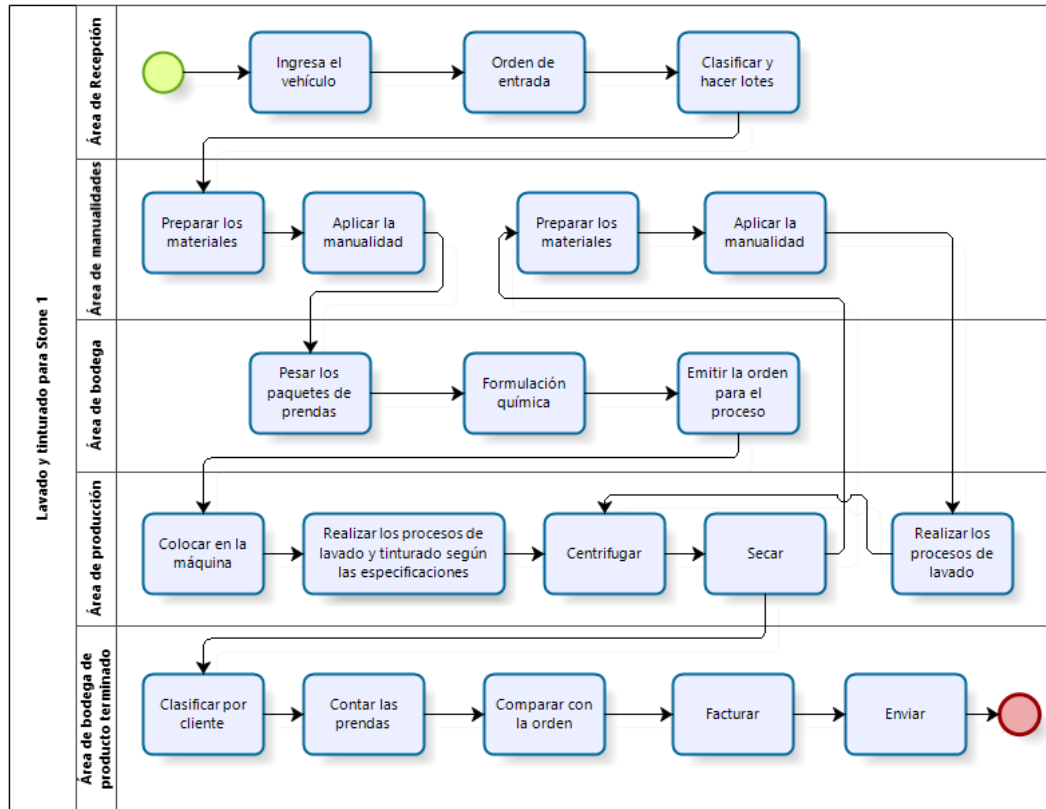 Lavado y tinturado para Stone 1
Área de Recepción
Ingresa el
vehículo
Orden de
entrada
Clasificar y
hacer lotes
Área de manualidades
Preparar los
materiales
Aplicar la
manualidad
Preparar los
materiales
Aplicar la
manualidad
Área de bodega
Pesar los
paquetes de
prendas
Formulación
química
Emitir la orden
para el
proceso
Área de producción
Colocar en la
máquina
Realizar los procesos de
lavado y tinturado según
las especificaciones
Centrifugar
Secar
Realizar los
procesos de
lavado
Área de bodega de
producto terminado
Clasificar por
cliente
Contar las
prendas
Comparar con
la orden
Facturar
Enviar